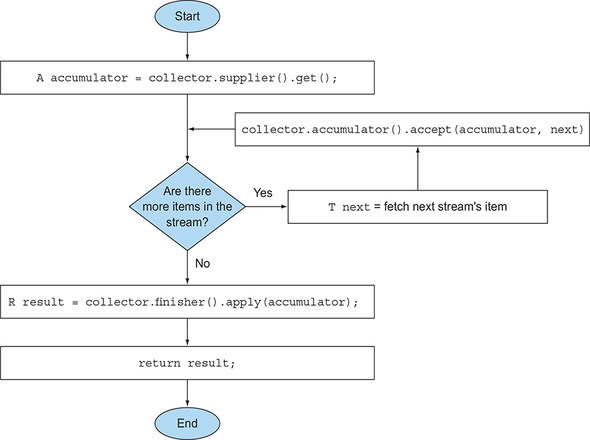 Start
A accumulator = collector.supplier().get();
collector.accumulator().accept(accumulator, next)
Are there
more items in the
stream?
Yes
T next = fetch next stream's item
No
R result = collector.finisher().apply(accumulator);
return result;
End